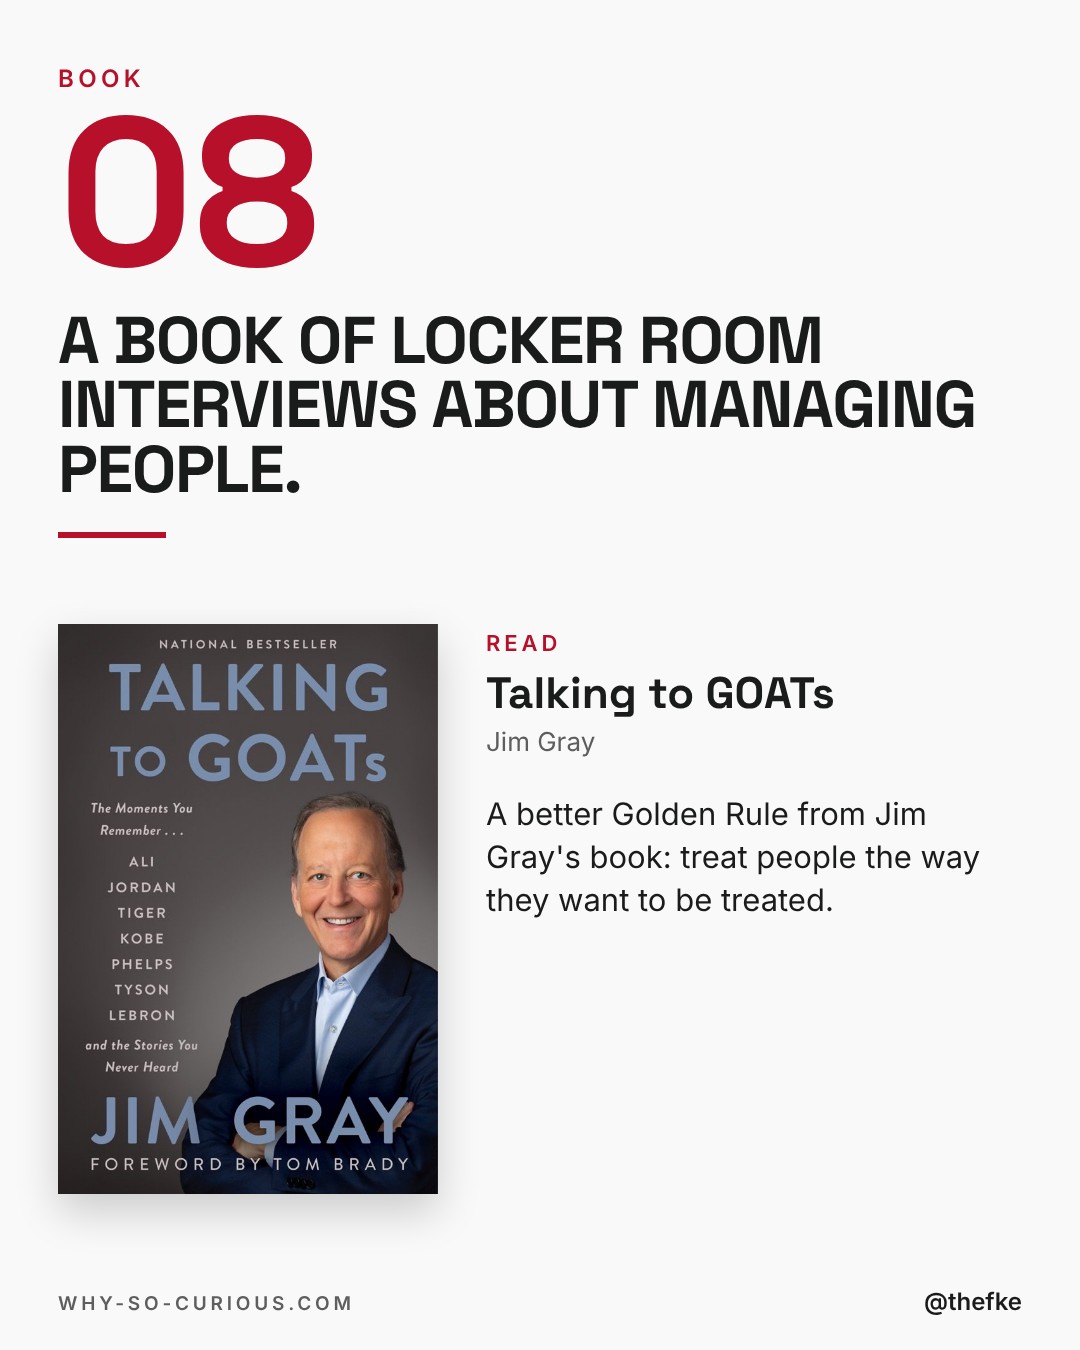 BOOK
08
A BOOK OF LOCKER ROOM
INTERVIEWS ABOUT MANAGING
PEOPLE.
NATIONAL BESTSELLER
TALKING
TO GOATs
The Moments You
Remember . . .
ALI
JORDAN
TIGER
KOBE
PHELPS
TYSON
LEBRON
and the Stories You
Never Heard
JIM GRAY
FOREWORD BY TOM BRADY
READ
Talking to GOATs
Jim Gray
A better Golden Rule from Jim
Gray's book: treat people the way
they want to be treated.
WHY-SO-CURIOUS.COM
@thefke